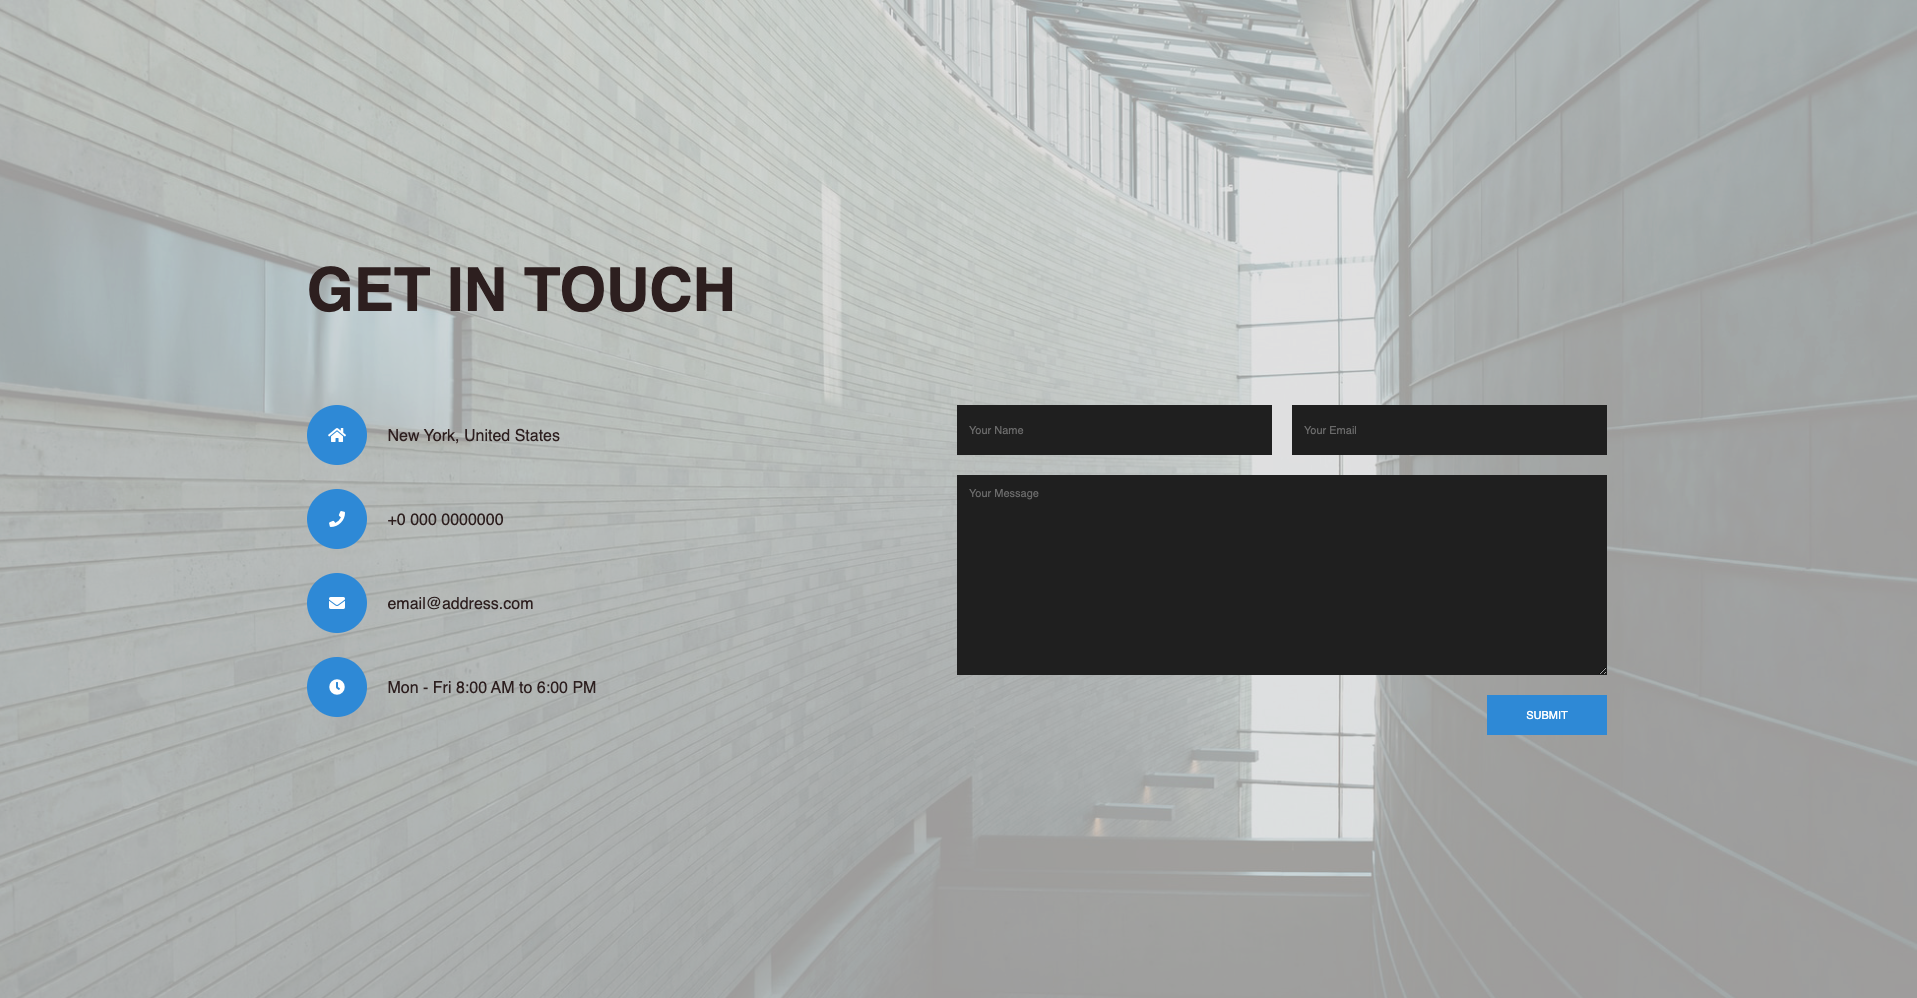 GET IN TOUCH
New York, United States
+0 000 0000000
email@address.com
Mon - Fri 8:00 AM to 6:00 PM
Your Name
Your Email
Your Message
SUBMIT